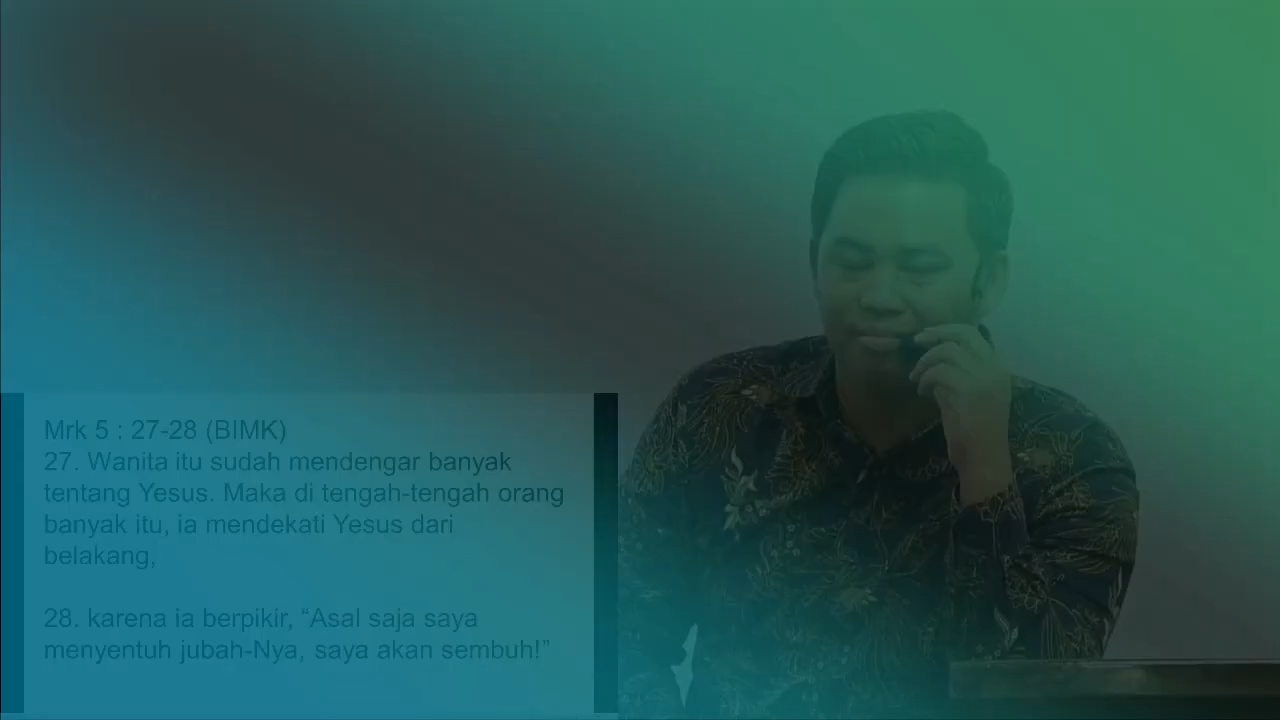 Mrk 5 : 27-28 (BIMK)
27. Wanita itu sudah mendengar banyak
tentang Yesus. Maka di tengah-tengah orang
banyak itu, ia mendekati Yesus dari
belakang,
28. karena ia berpikir, “Asal saja saya
menyentuh jubah-Nya, saya akan sembuh!”